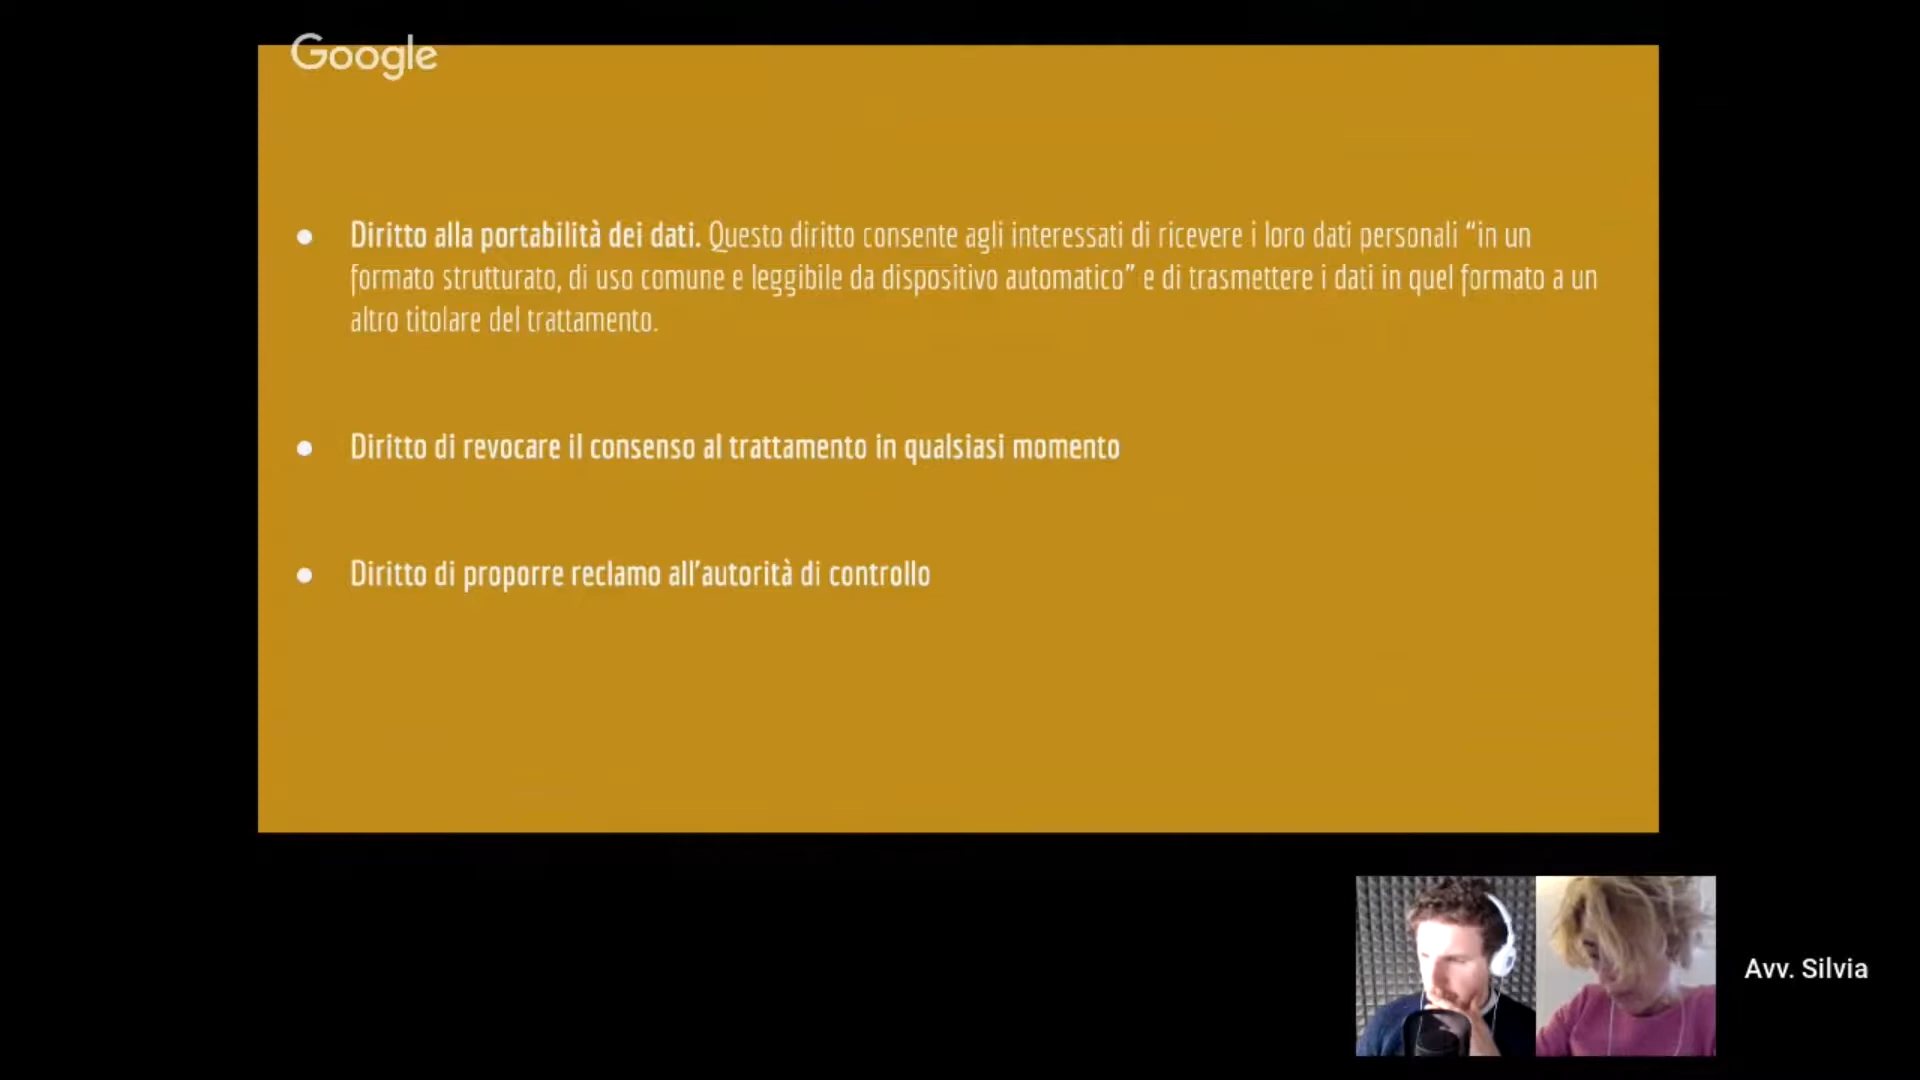 Google
Diritto alla portabilità dei dati. Questo diritto consente agli interessati di ricevere i loro dati personali “in un
formato strutturato, di uso comune e leggibile da dispositivo automatico” e di trasmettere i dati in quel formato a un
altro titolare del trattamento.
Diritto di revocare il consenso al trattamento in qualsiasi momento
Diritto di proporre reclamo all’autorità di controllo
Avv. Silvia